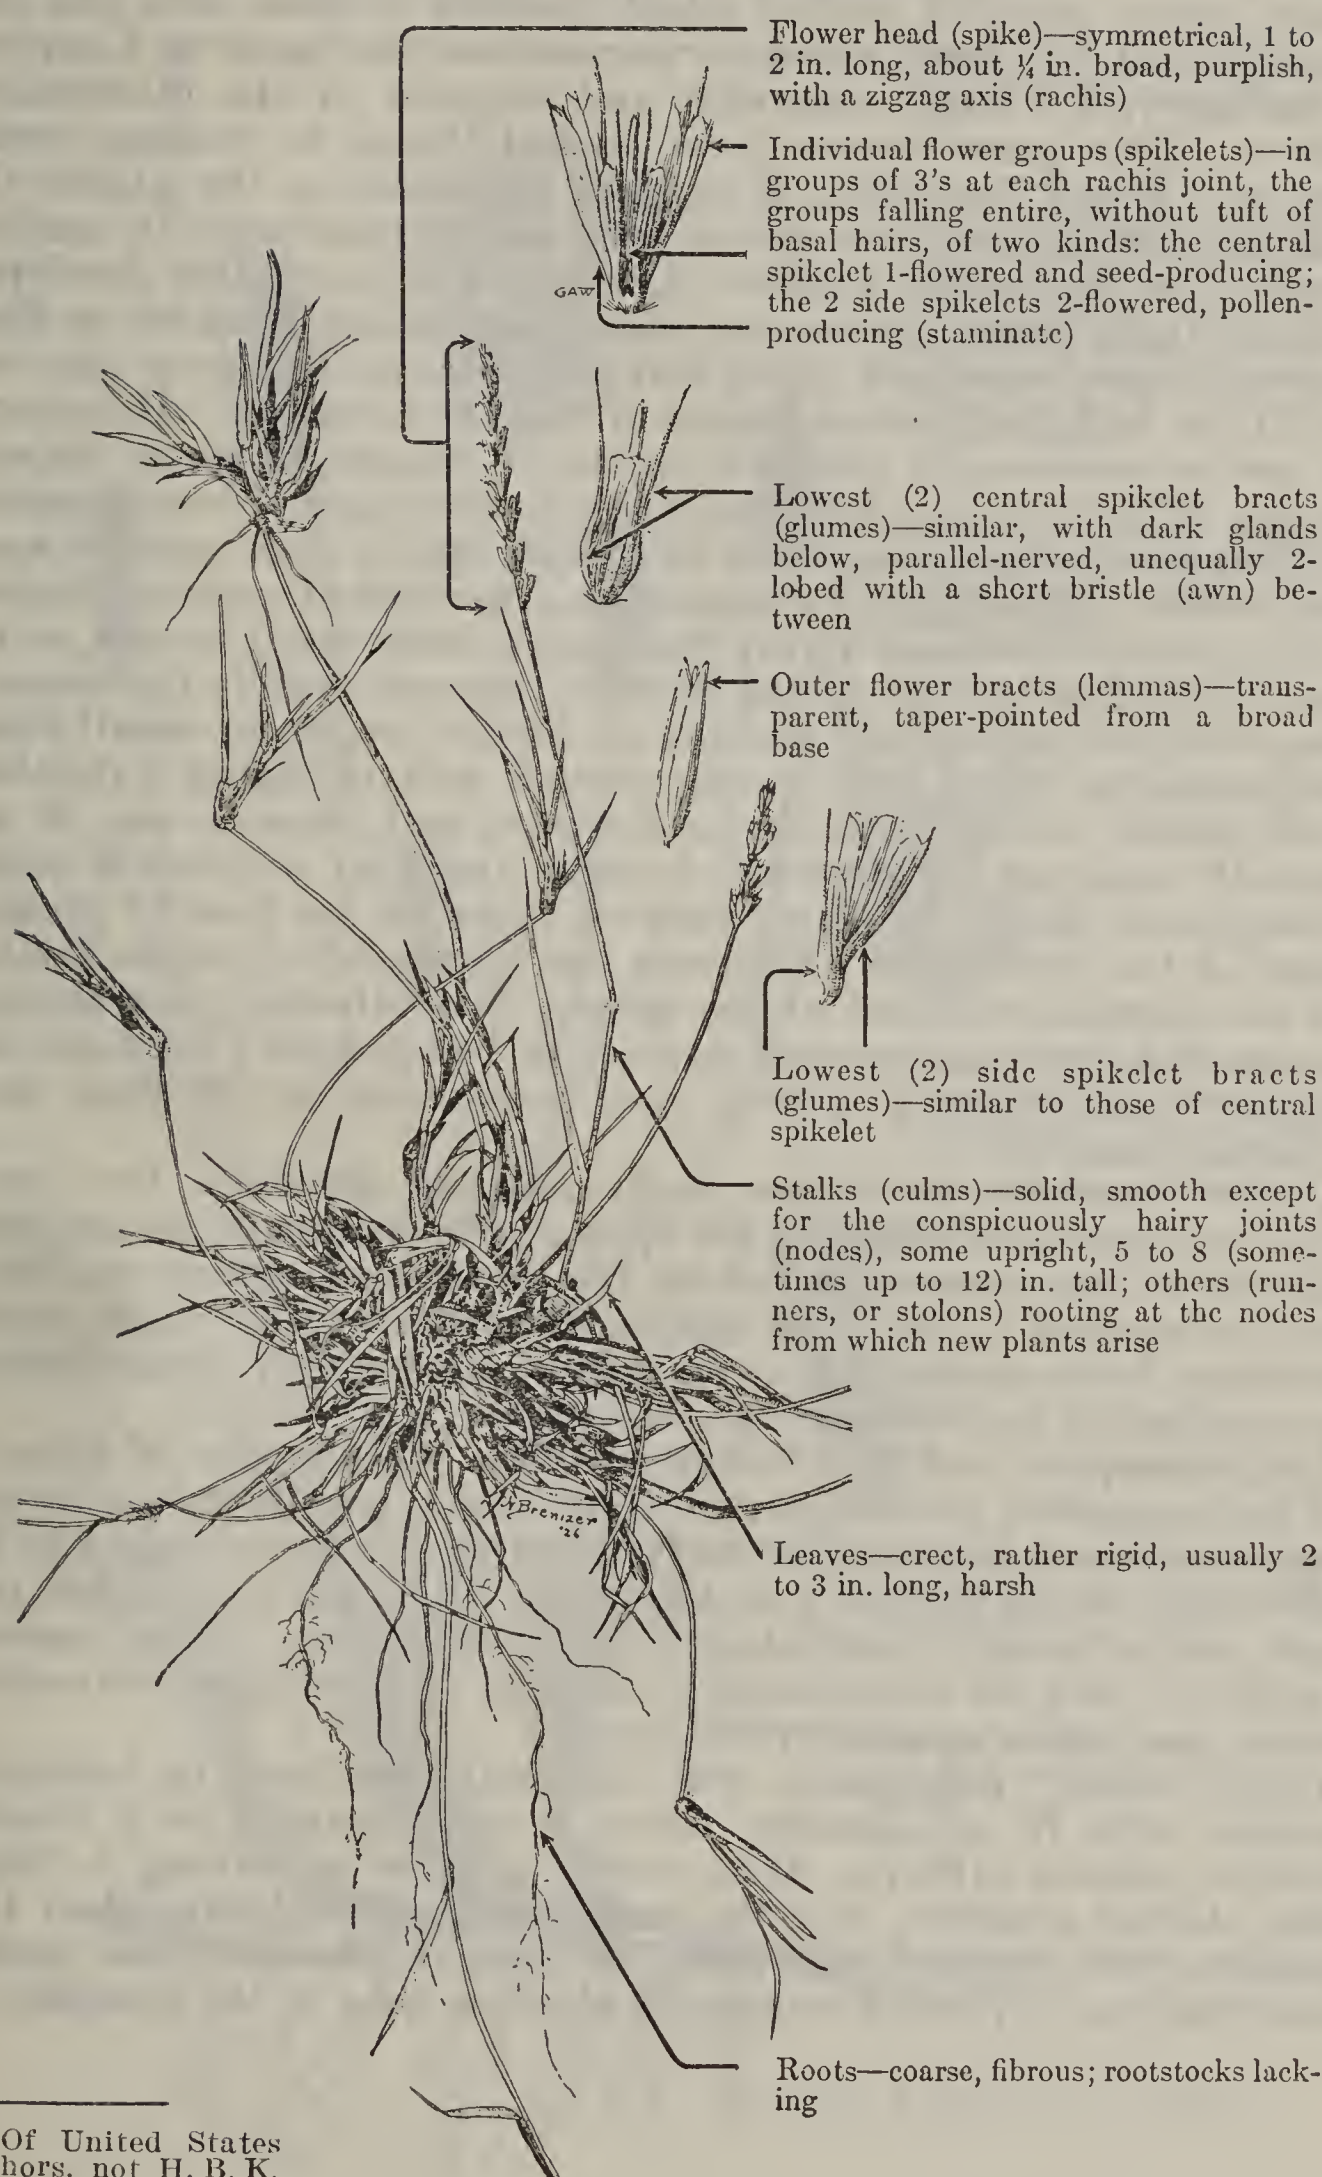 Flower head (spike)—symmetrical, 1 to
2 in. long, about ¼ in. broad, purplish,
with a zigzag axis (rachis)
Individual flower groups (spikelets)—in
groups of 3's at each rachis joint, the
groups falling entire, without tuft of
basal hairs, of two kinds: the central
spikelet 1-flowered and seed-producing;
the 2 side spikelets 2-flowered, pollen-
producing (staminate)
GAW
Lowest (2) central spikelet bracts
(glumes)—similar, with dark glands
below, parallel-nerved, unequally 2-
lobed with a short bristle (awn) be-
tween
Outer flower bracts (lemmas)—trans-
parent, taper-pointed from a broad
base
Lowest (2) side spikelet bracts
(glumes)—similar to those of central
spikelet
Stalks (culms)—solid, smooth except
for the conspicuously hairy joints
(nodes), some upright, 5 to 8 (some-
times up to 12) in. tall; others (run-
ners, or stolons) rooting at the nodes
from which new plants arise
Brenizer
'26
Leaves—erect, rather rigid, usually 2
to 3 in. long, harsh
Roots—coarse, fibrous; rootstocks lack-
ing
Of United States
hors, not H. B. K.